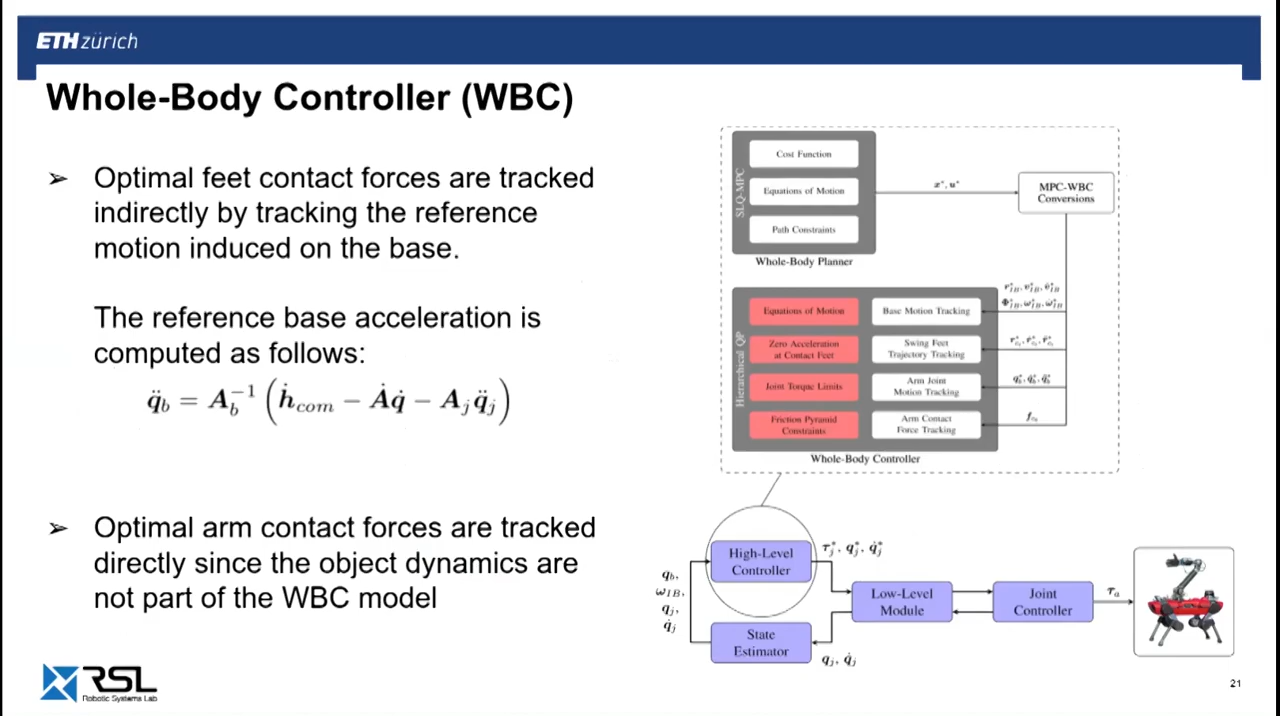 ETH zürich
Whole-Body Controller (WBC)
➢ Optimal feet contact forces are tracked
indirectly by tracking the reference
motion induced on the base.
The reference base acceleration is
computed as follows:
q̈_b = A_b^{-1} ( ḣ_com − Ȧq̇ − A_j q̈_j )
➢ Optimal arm contact forces are tracked
directly since the object dynamics are
not part of the WBC model
SLQ-MPC
Cost Function
Equations of Motion
Path Constraints
Whole-Body Planner
x*, u*
MPC-WBC
Conversions
Hierarchical QP
Equations of Motion
Zero Acceleration
at Contact Feet
Joint Torque Limits
Friction Pyramid
Constraints
Base Motion Tracking
Swing Feet
Trajectory Tracking
Arm Joint
Motion Tracking
Arm Contact
Force Tracking
Whole-Body Controller
High-Level
Controller
τ_j*, q_j*, q̇_j*
q_b,
ω_IB,
q_j,
q̇_j
State
Estimator
q_j, q̇_j
Low-Level
Module
Joint
Controller
τ_a
RSL
Robotic Systems Lab
21